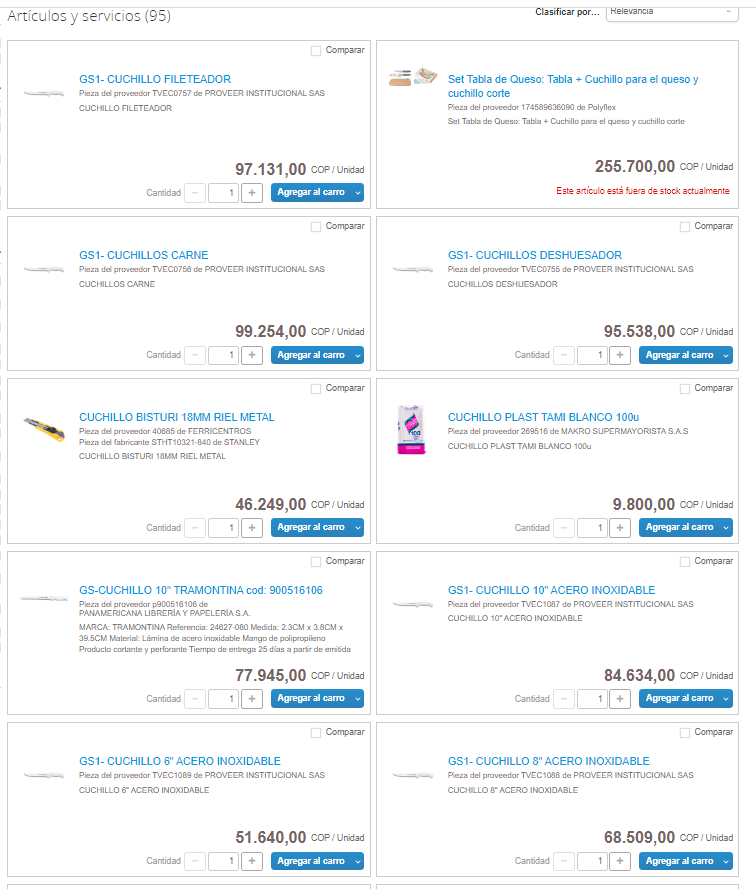 Artículos y servicios (95)
Clasificar por... Relevancia
Comparar
GS1- CUCHILLO FILETEADOR
Pieza del proveedor TVEC0757 de PROVEER INSTITUCIONAL SAS
CUCHILLO FILETEADOR
97.131,00 COP / Unidad
Cantidad − 1 + Agregar al carro
Set Tabla de Queso: Tabla + Cuchillo para el queso y
cuchillo corte
Pieza del proveedor 174589636090 de Polyflex
Set Tabla de Queso: Tabla + Cuchillo para el queso y cuchillo corte
255.700,00 COP / Unidad
Este artículo está fuera de stock actualmente
Comparar
GS1- CUCHILLOS CARNE
Pieza del proveedor TVEC0756 de PROVEER INSTITUCIONAL SAS
CUCHILLOS CARNE
99.254,00 COP / Unidad
Cantidad − 1 + Agregar al carro
Comparar
GS1- CUCHILLOS DESHUESADOR
Pieza del proveedor TVEC0755 de PROVEER INSTITUCIONAL SAS
CUCHILLOS DESHUESADOR
95.538,00 COP / Unidad
Cantidad − 1 + Agregar al carro
Comparar
CUCHILLO BISTURI 18MM RIEL METAL
Pieza del proveedor 40685 de FERRICENTROS
Pieza del fabricante STHT10321-840 de STANLEY
CUCHILLO BISTURI 18MM RIEL METAL
46.249,00 COP / Unidad
Cantidad − 1 + Agregar al carro
Comparar
CUCHILLO PLAST TAMI BLANCO 100u
Pieza del proveedor 269516 de MAKRO SUPERMAYORISTA S.A.S
CUCHILLO PLAST TAMI BLANCO 100u
9.800,00 COP / Unidad
Cantidad − 1 + Agregar al carro
Comparar
GS-CUCHILLO 10" TRAMONTINA cod: 900516106
Pieza del proveedor p900516106 de
PANAMERICANA LIBRERÍA Y PAPELERÍA S.A.
MARCA: TRAMONTINA Referencia: 24627-080 Medida: 2.3CM x 3.8CM x
39.5CM Material: Lámina de acero inoxidable Mango de polipropileno
Producto cortante y perforante Tiempo de entrega 25 días a partir de emitida
77.945,00 COP / Unidad
Cantidad − 1 + Agregar al carro
Comparar
GS1- CUCHILLO 10" ACERO INOXIDABLE
Pieza del proveedor TVEC1087 de PROVEER INSTITUCIONAL SAS
CUCHILLO 10" ACERO INOXIDABLE
84.634,00 COP / Unidad
Cantidad − 1 + Agregar al carro
Comparar
GS1- CUCHILLO 6" ACERO INOXIDABLE
Pieza del proveedor TVEC1089 de PROVEER INSTITUCIONAL SAS
CUCHILLO 6" ACERO INOXIDABLE
51.640,00 COP / Unidad
Cantidad − 1 + Agregar al carro
Comparar
GS1- CUCHILLO 8" ACERO INOXIDABLE
Pieza del proveedor TVEC1088 de PROVEER INSTITUCIONAL SAS
CUCHILLO 8" ACERO INOXIDABLE
68.509,00 COP / Unidad
Cantidad − 1 + Agregar al carro